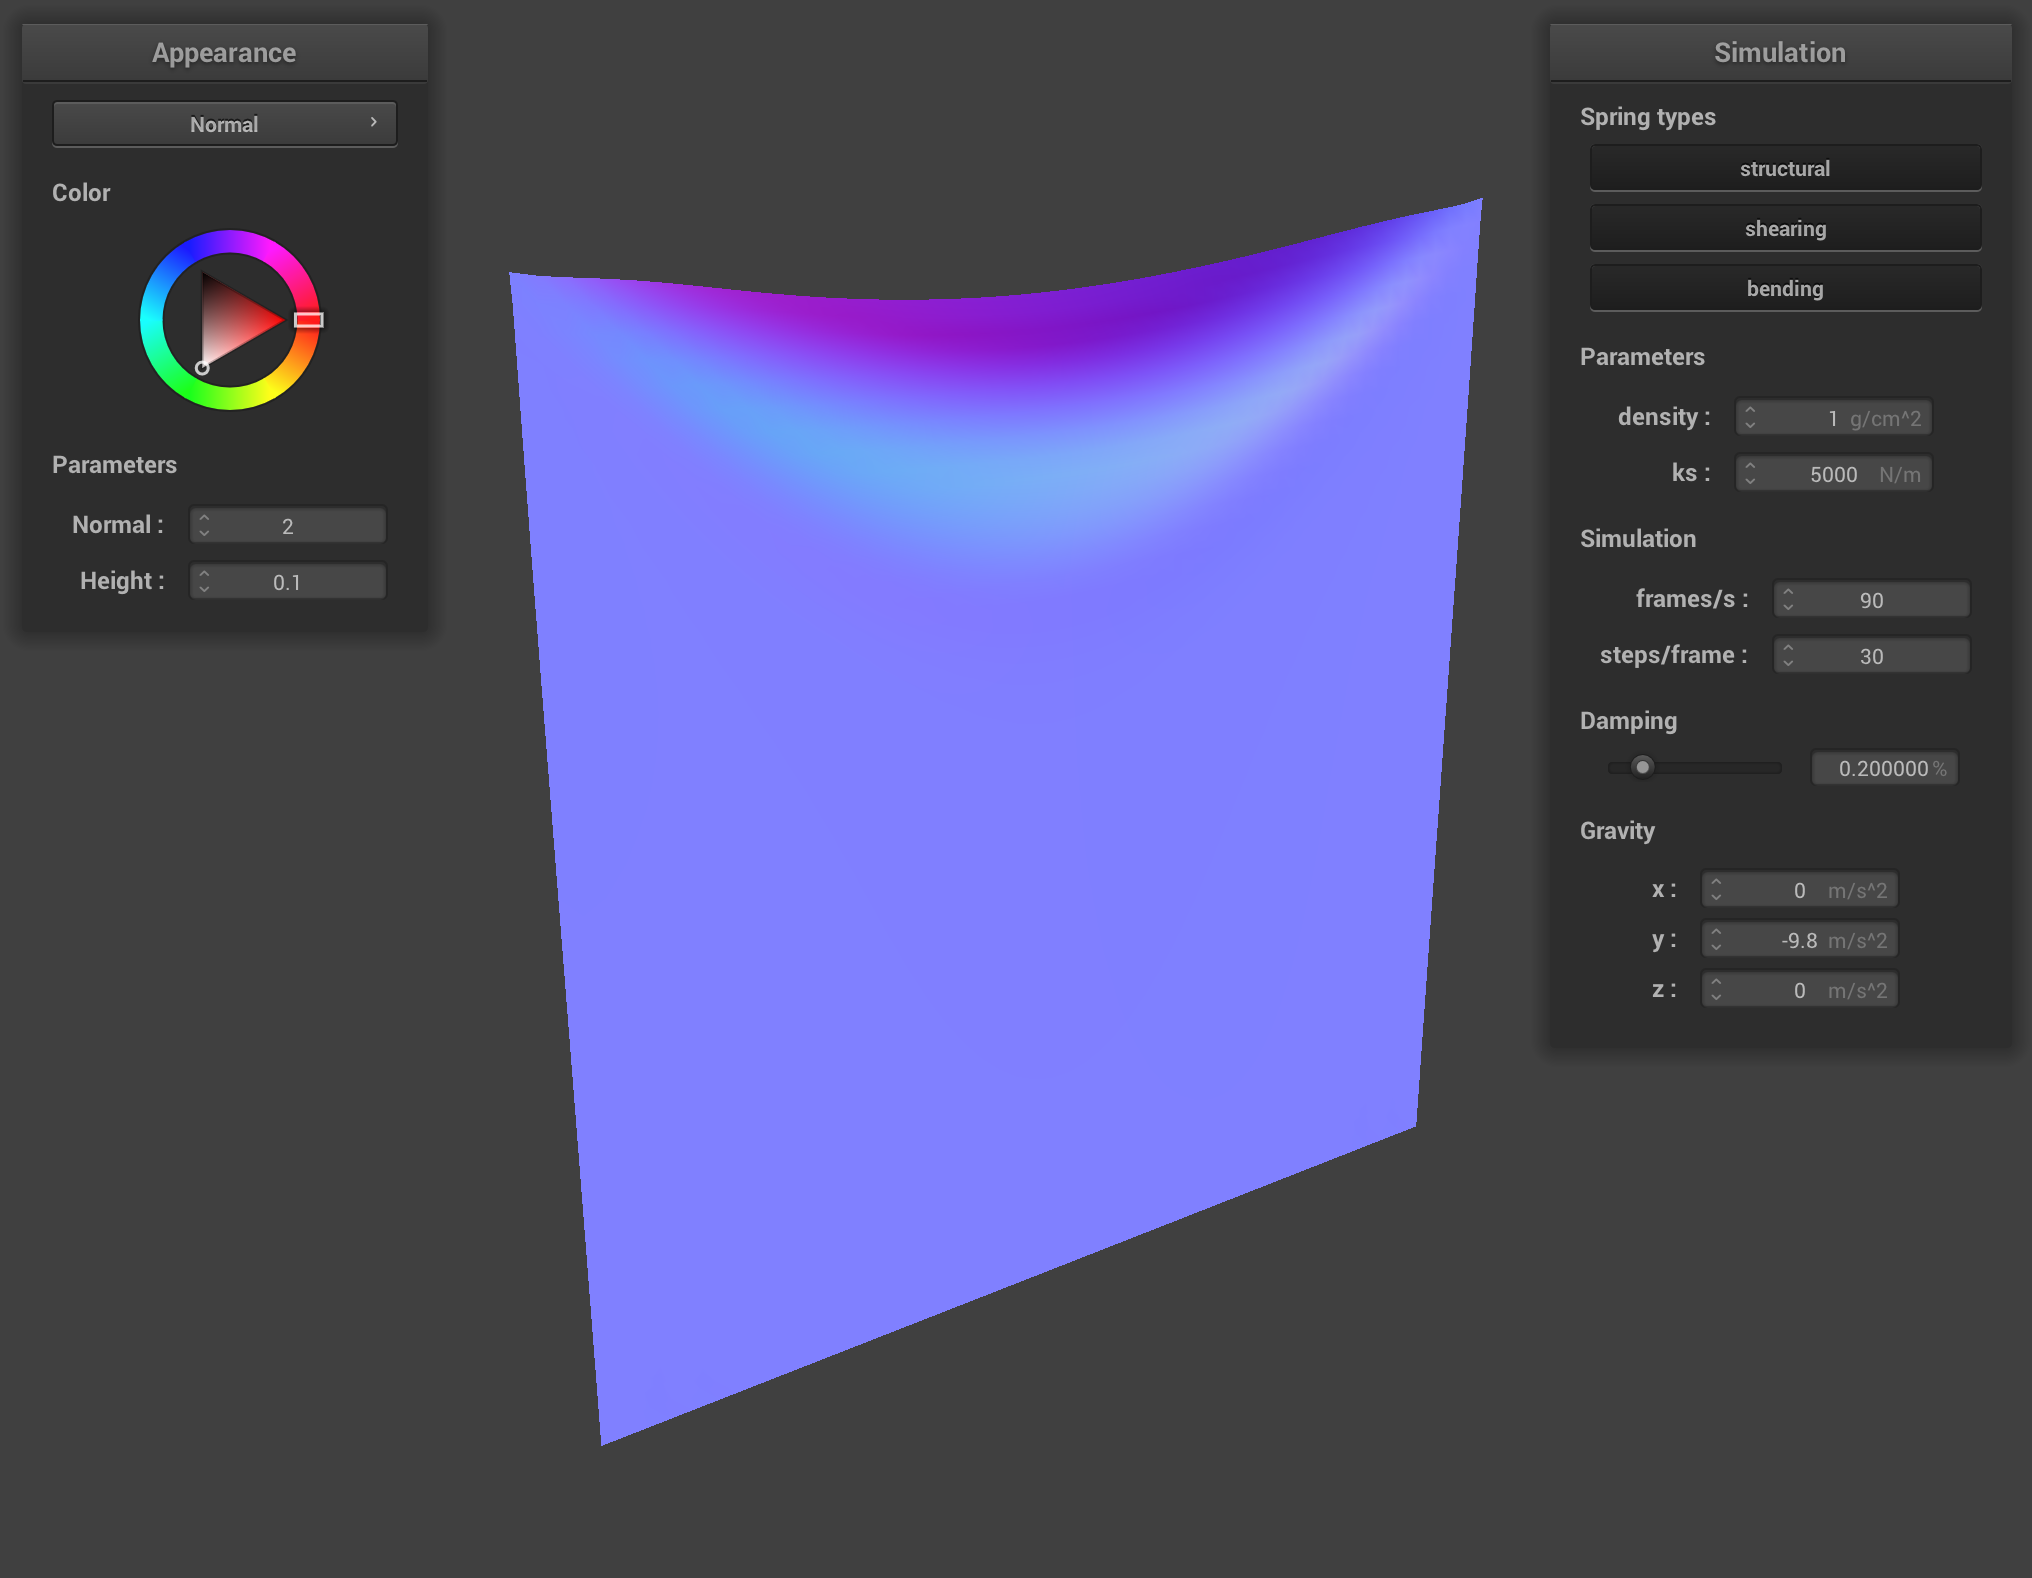 Appearance
Normal
Color
Parameters
Normal : 2
Height : 0.1
Simulation
Spring types
structural
shearing
bending
Parameters
density : 1 g/cm^2
ks : 5000 N/m
Simulation
frames/s : 90
steps/frame : 30
Damping
0.200000 %
Gravity
x : 0 m/s^2
y : -9.8 m/s^2
z : 0 m/s^2